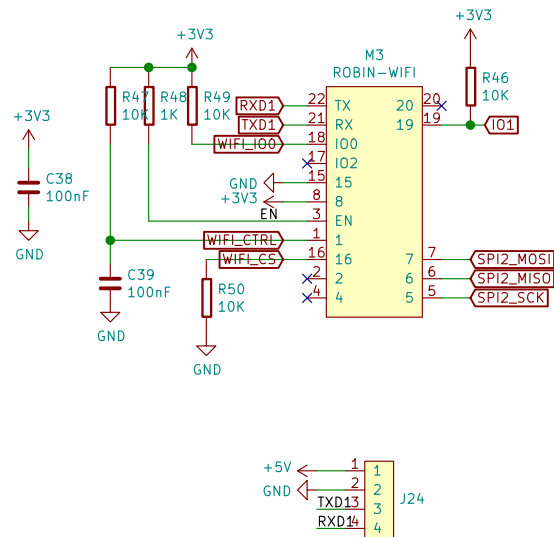 +3V3
+3V3
M3
ROBIN-WIFI
R47
10K
R48
1K
R49
10K
R46
10K
+3V3
C38
100nF
GND
RXD1 22 TX 20 20
TXD1 21 RX 19 19 IO1
WIFI_IO0 18 IO0
17 IO2
GND 15 15
+3V3 8 8
EN 3 EN
WIFI_CTRL 1 1
WIFI_CS 16 16 7 7 SPI2_MOSI
2 2 6 6 SPI2_MISO
4 4 5 5 SPI2_SCK
C39
100nF
GND
R50
10K
GND
+5V 1 1
GND 2 2
TXD1 3 3
RXD1 4 4
J24